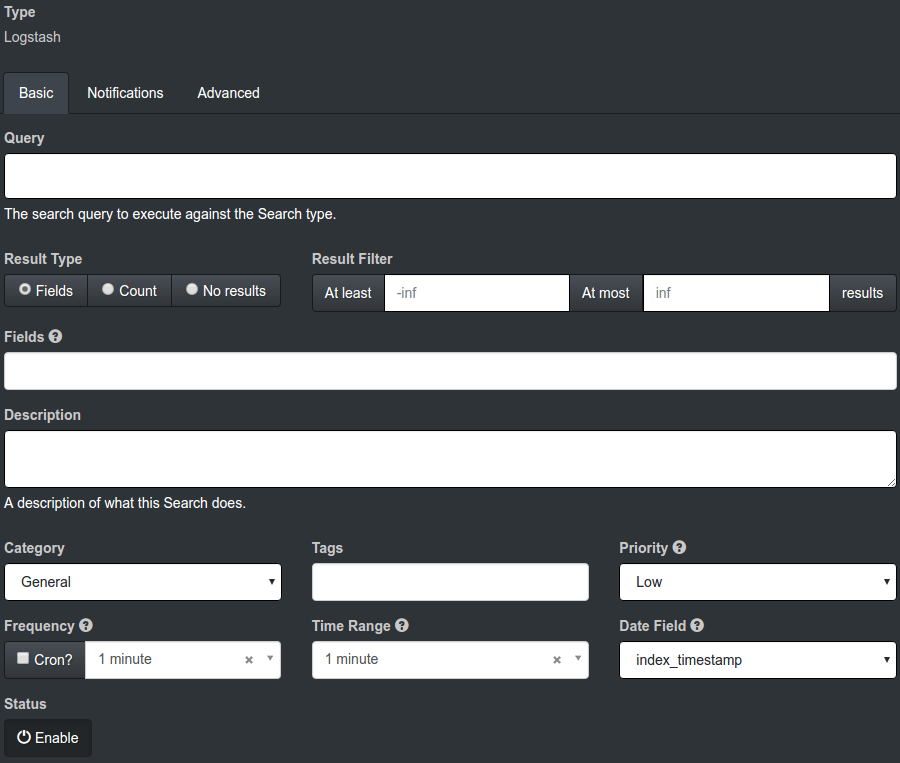 Type
Logstash
Basic Notifications Advanced
Query
The search query to execute against the Search type.
Result Type Result Filter
Fields Count No results At least -inf At most inf results
Fields
Description
A description of what this Search does.
Category Tags Priority
General Low
Frequency Time Range Date Field
Cron? 1 minute × 1 minute × index_timestamp
Status
Enable